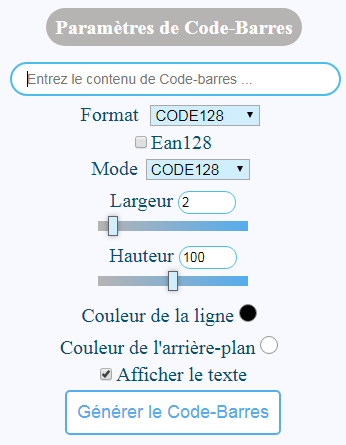 Paramètres de Code-Barres
Entrez le contenu de Code-barres ...
Format CODE128
Ean128
Mode CODE128
Largeur 2
Hauteur 100
Couleur de la ligne
Couleur de l'arrière-plan
Afficher le texte
Générer le Code-Barres